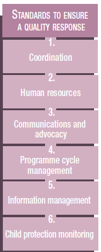 STANDARDS TO ENSURE
A QUALITY RESPONSE
1.
Coordination
2.
Human resources
3.
Communications and
advocacy
4.
Programme cycle
management
5.
Information management
6.
Child protection monitoring